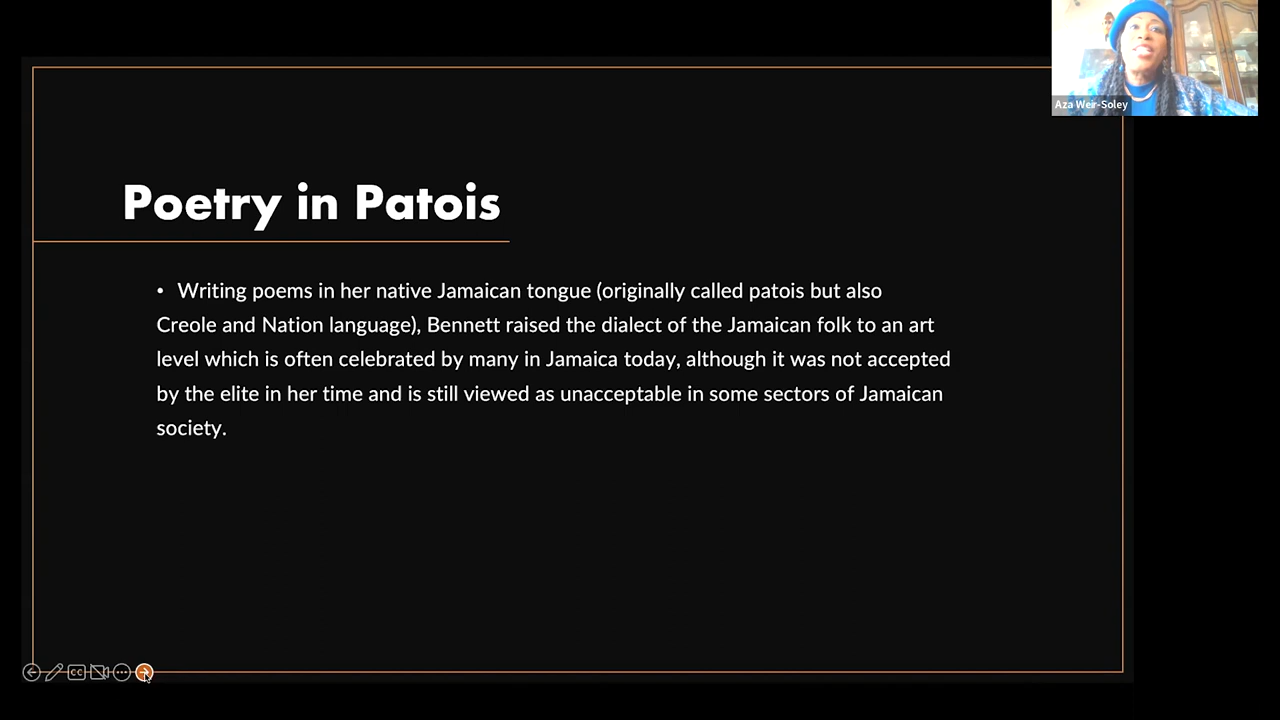 Aza Weir-Soley
Poetry in Patois
• Writing poems in her native Jamaican tongue (originally called patois but also
Creole and Nation language), Bennett raised the dialect of the Jamaican folk to an art
level which is often celebrated by many in Jamaica today, although it was not accepted
by the elite in her time and is still viewed as unacceptable in some sectors of Jamaican
society.
CC